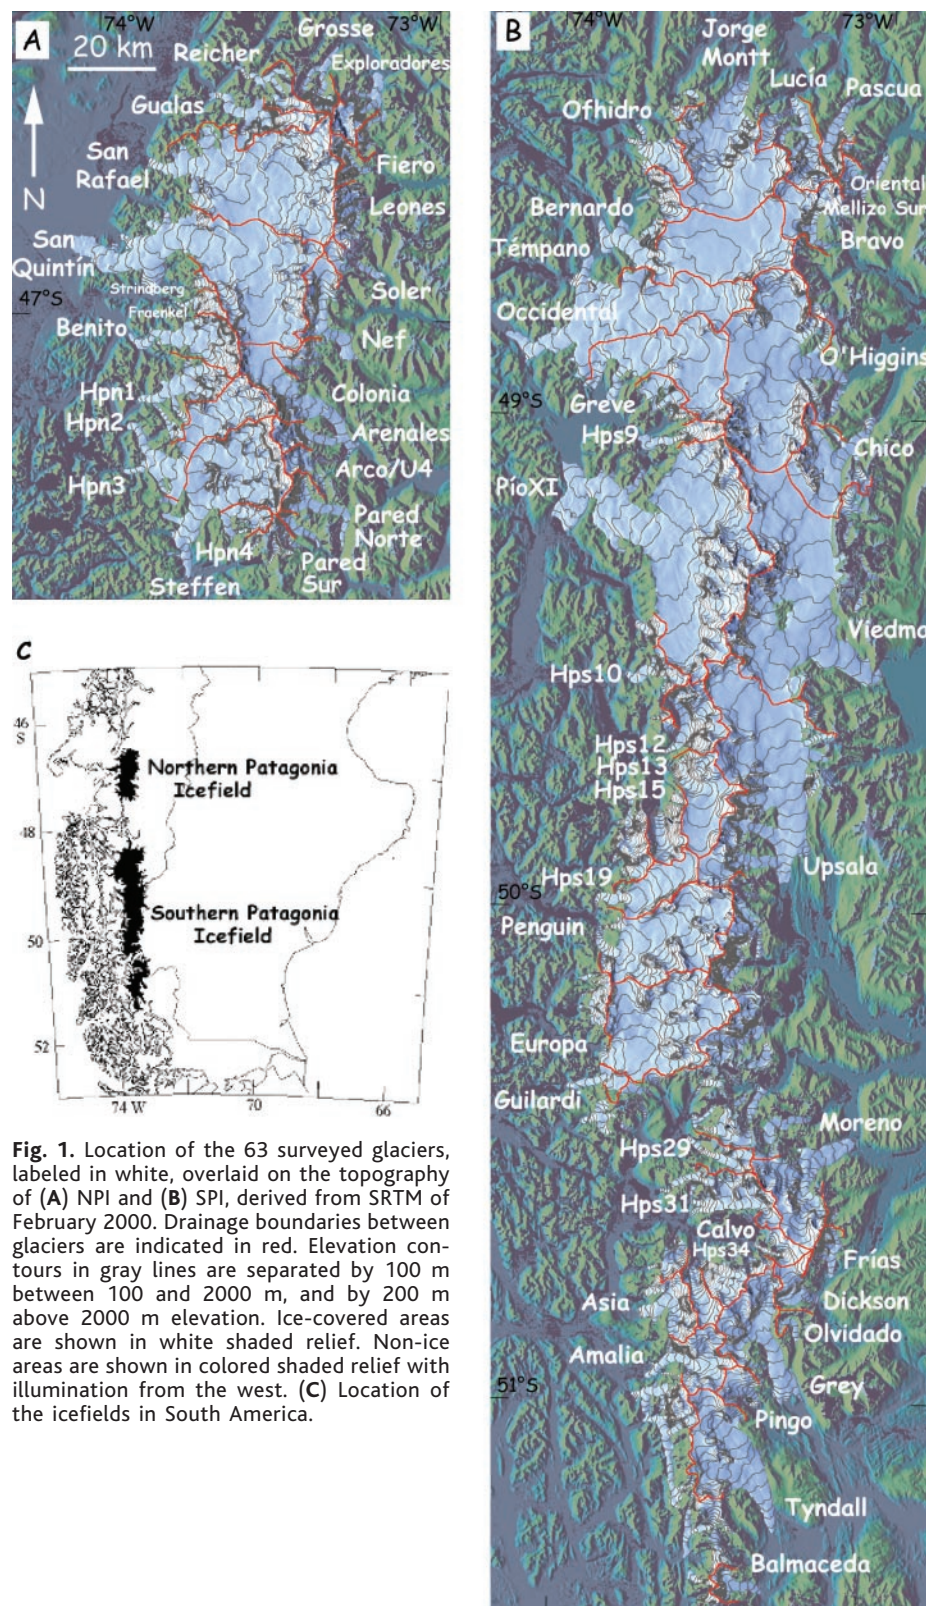 A
74°W
73°W
20 km
Grosse
Reicher
Exploradores
Gualas
San
Rafael
Fiero
N
Leones
San
Quintín
Strindberg
Fraenkel
Soler
47°S
Benito
Nef
Hpn1
Colonia
Hpn2
Arenales
Arco/U4
Hpn3
Pared
Norte
Hpn4
Pared
Sur
Steffen
B
74°W
73°W
Jorge
Montt
Lucía
Pascua
Ofhidro
Oriental
Mellizo Sur
Bernardo
Bravo
Témpano
Occidental
O'Higgins
49°S
Greve
Hps9
Chico
PíoXI
Viedma
Hps10
Hps12
Hps13
Hps15
Upsala
Hps19
50°S
Penguin
Europa
Guilardi
Moreno
Hps29
Hps31
Calvo
Hps34
Frías
Asia
Dickson
Olvidado
Amalia
Grey
51°S
Pingo
Tyndall
Balmaceda
C
46
S
Northern Patagonia
Icefield
48
Southern Patagonia
Icefield
50
52
74 W
70
66
Fig. 1. Location of the 63 surveyed glaciers,
labeled in white, overlaid on the topography
of (A) NPI and (B) SPI, derived from SRTM of
February 2000. Drainage boundaries between
glaciers are indicated in red. Elevation con-
tours in gray lines are separated by 100 m
between 100 and 2000 m, and by 200 m
above 2000 m elevation. Ice-covered areas
are shown in white shaded relief. Non-ice
areas are shown in colored shaded relief with
illumination from the west. (C) Location of
the icefields in South America.